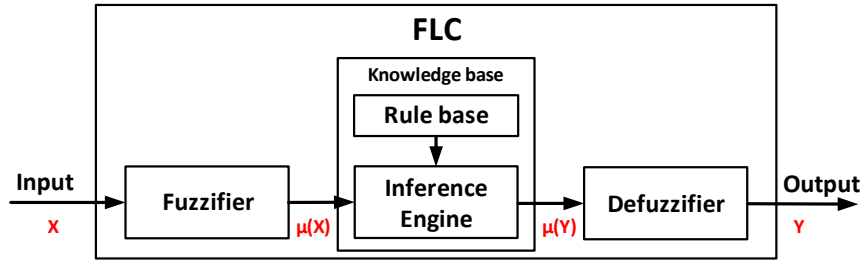 FLC
Knowledge base
Rule base
Input
Fuzzifier
Inference
Engine
Defuzzifier
Output
X
μ(X)
μ(Y)
Y